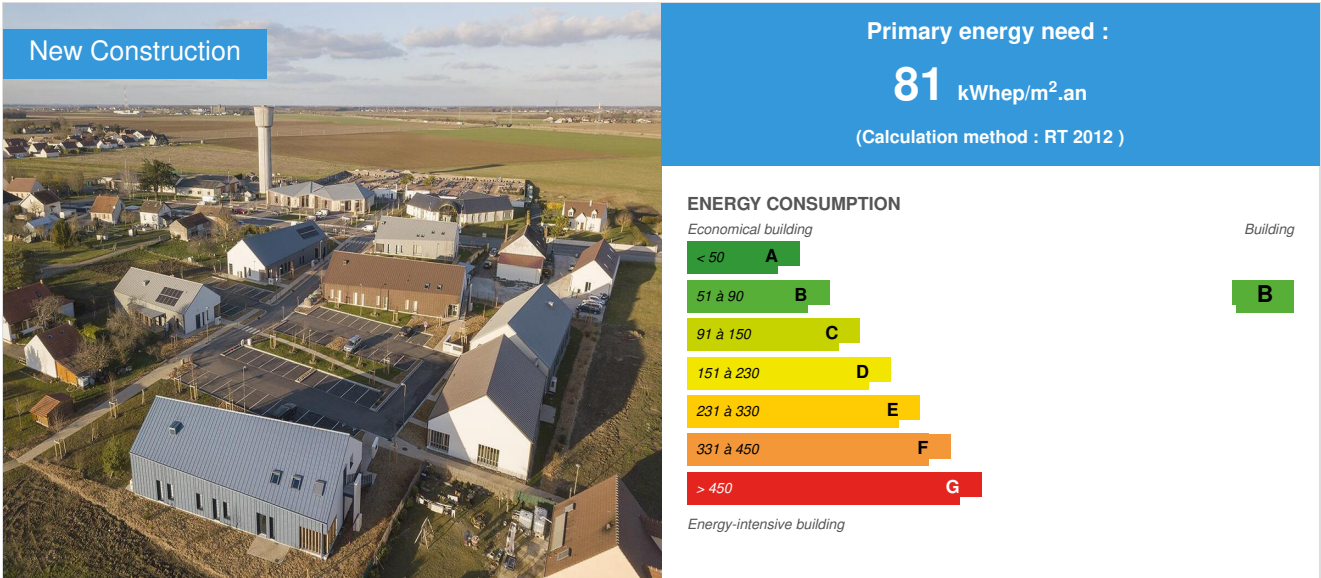 New Construction
Primary energy need :
81 kWhep/m².an
(Calculation method : RT 2012 )
ENERGY CONSUMPTION
Economical building
Building
< 50 A
51 à 90 B
B
91 à 150 C
151 à 230 D
231 à 330 E
331 à 450 F
> 450 G
Energy-intensive building